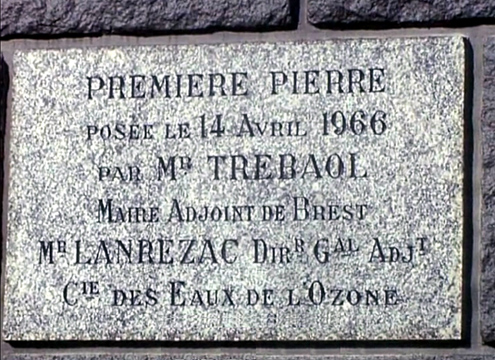 PREMIERE PIERRE
POSÉE LE 14 AVRIL 1966
PAR MR TREBAOL
MAIRE ADJOINT DE BREST
MR LANREZAC DIRR GAL ADJT
CIE DES EAUX DE L'OZONE